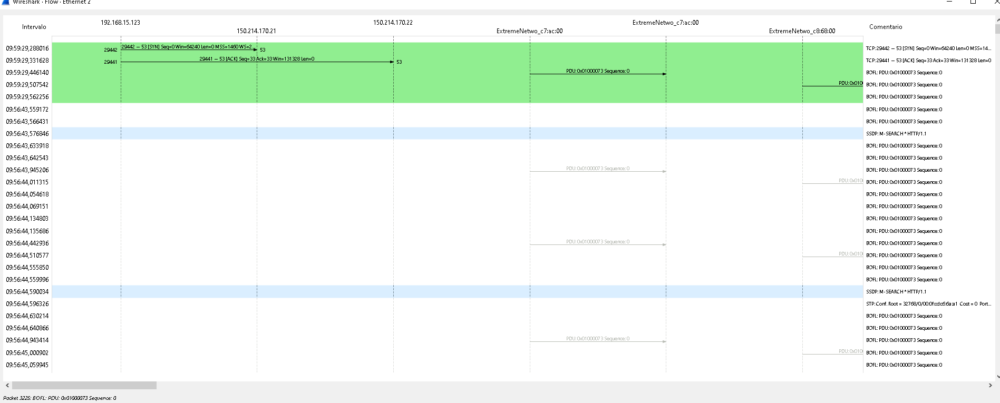 Wireshark · Flow · Ethernet 2
192.168.15.123 150.214.170.22 ExtremeNetwo_c7:ac:00
Intervalo Comentario
150.214.170.21 ExtremeNetwo_c7:ac:00 ExtremeNetwo_c8:68:00
09:59:29,288016 29442 29442 → 53 [SYN] Seq=0 Win=64240 Len=0 MSS=1460 WS=2... 53 TCP: 29442 → 53 [SYN] Seq=0 Win=64240 Len=0 MSS=14...
09:59:29,331628 29441 29441 → 53 [ACK] Seq=33 Ack=33 Win=131328 Len=0 53 TCP: 29441 → 53 [ACK] Seq=33 Ack=33 Win=131328 Len=0
09:59:29,446140 PDU: 0x01000073 Sequence: 0 BOFL: PDU: 0x01000073 Sequence: 0
09:59:29,507542 PDU: 0x010 BOFL: PDU: 0x01000073 Sequence: 0
09:59:29,562256 BOFL: PDU: 0x01000073 Sequence: 0
09:56:43,559172 BOFL: PDU: 0x01000073 Sequence: 0
09:56:43,566431 BOFL: PDU: 0x01000073 Sequence: 0
09:56:43,576846 SSDP: M-SEARCH * HTTP/1.1
09:56:43,633918 BOFL: PDU: 0x01000073 Sequence: 0
09:56:43,642543 BOFL: PDU: 0x01000073 Sequence: 0
09:56:43,945206 PDU: 0x01000073 Sequence: 0 BOFL: PDU: 0x01000073 Sequence: 0
09:56:44,011315 PDU: 0x010 BOFL: PDU: 0x01000073 Sequence: 0
09:56:44,054618 BOFL: PDU: 0x01000073 Sequence: 0
09:56:44,069151 BOFL: PDU: 0x01000073 Sequence: 0
09:56:44,134803 BOFL: PDU: 0x01000073 Sequence: 0
09:56:44,135686 BOFL: PDU: 0x01000073 Sequence: 0
09:56:44,442936 PDU: 0x01000073 Sequence: 0 BOFL: PDU: 0x01000073 Sequence: 0
09:56:44,510577 PDU: 0x010 BOFL: PDU: 0x01000073 Sequence: 0
09:56:44,555850 BOFL: PDU: 0x01000073 Sequence: 0
09:56:44,559996 BOFL: PDU: 0x01000073 Sequence: 0
09:56:44,590034 SSDP: M-SEARCH * HTTP/1.1
09:56:44,596326 STP: Conf. Root = 32768/0/00:0f:cd:c6:6a:a1 Cost = 0 Port...
09:56:44,630214 BOFL: PDU: 0x01000073 Sequence: 0
09:56:44,640866 BOFL: PDU: 0x01000073 Sequence: 0
09:56:44,943414 PDU: 0x01000073 Sequence: 0 BOFL: PDU: 0x01000073 Sequence: 0
09:56:45,000902 PDU: 0x010 BOFL: PDU: 0x01000073 Sequence: 0
09:56:45,059945 BOFL: PDU: 0x01000073 Sequence: 0
Packet 3225: BOFL: PDU: 0x01000073 Sequence: 0